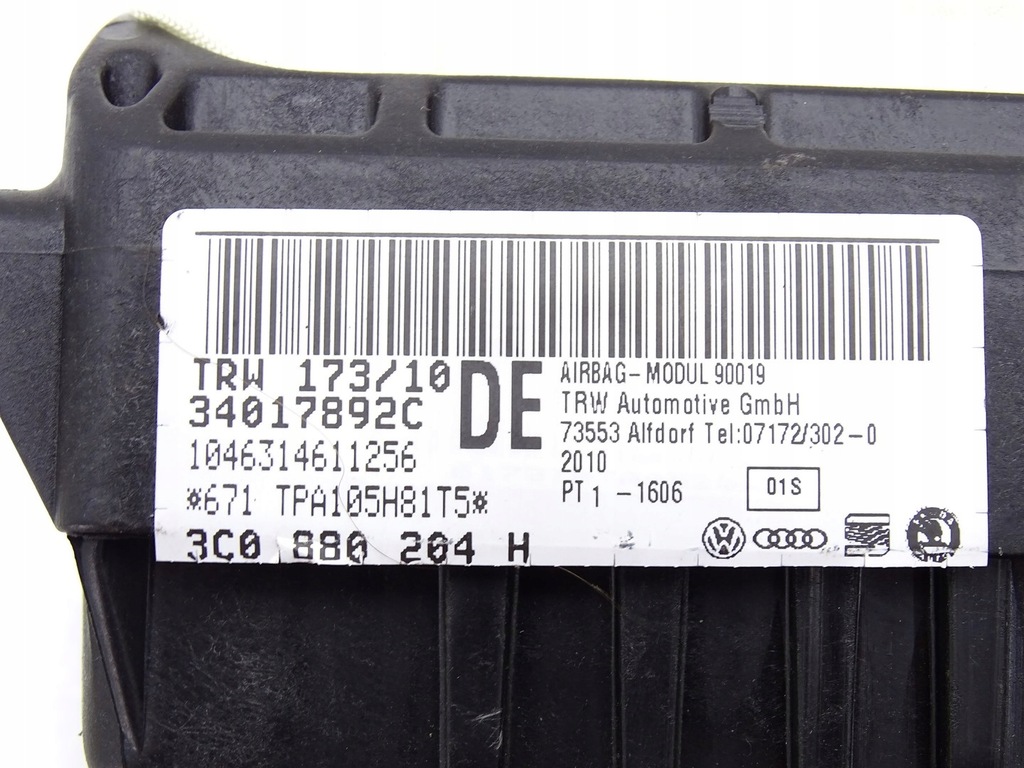 TRW 173/10
34017892C
1046314611256
*671 TPA105H81T5*
3C0 880 204 H
DE
AIRBAG-MODUL 90019
TRW Automotive GmbH
73553 Alfdorf Tel:07172/302-0
2010
PT 1 -1606
01S